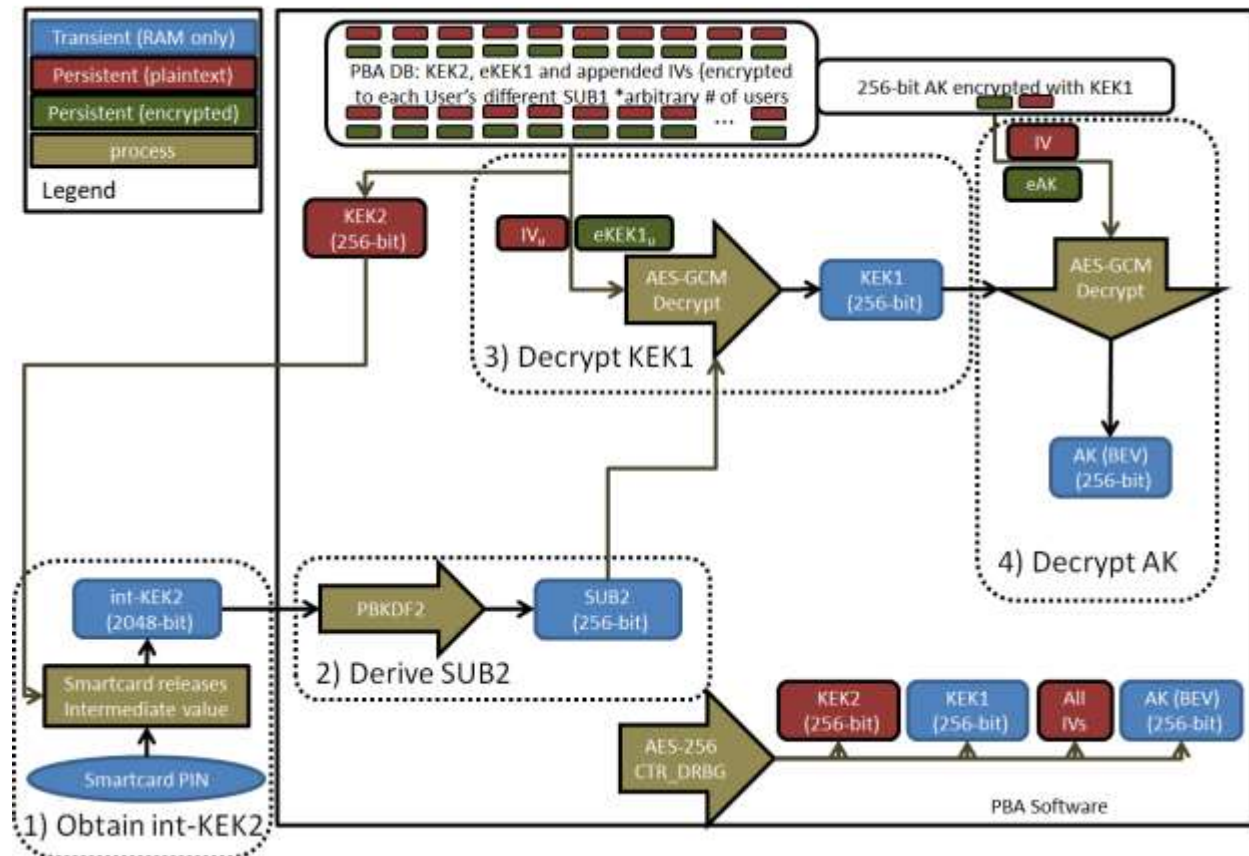 Transient (RAM only)
Persistent (plaintext)
Persistent (encrypted)
process
Legend
PBA DB: KEK2, eKEK1 and appended IVs (encrypted
to each User's different SUB1 *arbitrary # of users
...
256-bit AK encrypted with KEK1
IV
eAK
KEK2
(256-bit)
IVu
eKEK1u
AES-GCM
Decrypt
KEK1
(256-bit)
AES-GCM
Decrypt
3) Decrypt KEK1
AK (BEV)
(256-bit)
4) Decrypt AK
int-KEK2
(2048-bit)
PBKDF2
SUB2
(256-bit)
2) Derive SUB2
Smartcard releases
Intermediate value
Smartcard PIN
1) Obtain int-KEK2
AES-256
CTR_DRBG
KEK2
(256-bit)
KEK1
(256-bit)
All
IVs
AK (BEV)
(256-bit)
PBA Software